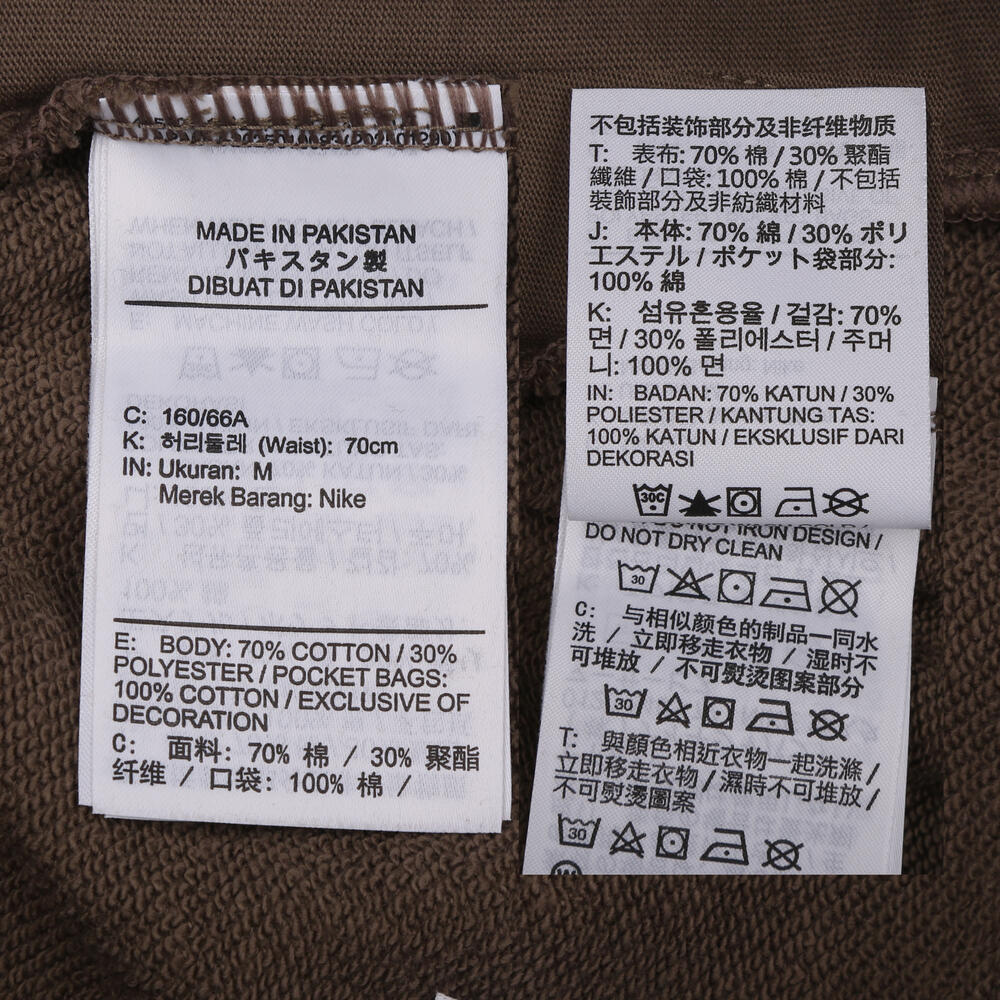 MADE IN PAKISTAN
パキスタン製
DIBUAT DI PAKISTAN
C: 160/66A
K: 허리둘레 (Waist): 70cm
IN: Ukuran: M
Merek Barang: Nike
E: BODY: 70% COTTON / 30%
POLYESTER / POCKET BAGS:
100% COTTON / EXCLUSIVE OF
DECORATION
C: 面料: 70% 棉 / 30% 聚酯
纤维 / 口袋: 100% 棉 /
不包括装饰部分及非纤维物质
T: 表布: 70% 棉 / 30% 聚酯
纖維 / 口袋: 100% 棉 / 不包括
裝飾部分及非紡織材料
J: 本体: 70% 綿 / 30% ポリ
エステル / ポケット袋部分:
100% 綿
K: 섬유혼용율 / 겉감: 70%
면 / 30% 폴리에스터 / 주머
니: 100% 면
IN: BADAN: 70% KATUN / 30%
POLIESTER / KANTUNG TAS:
100% KATUN / EKSKLUSIF DARI
DEKORASI
30C
DO NOT IRON DESIGN /
DO NOT DRY CLEAN
30
C: 与相似颜色的制品一同水
洗 / 立即移走衣物 / 湿时不
可堆放 / 不可熨烫图案部分
30
T: 與顏色相近衣物一起洗滌 /
立即移走衣物 / 濕時不可堆放 /
不可熨燙圖案
30